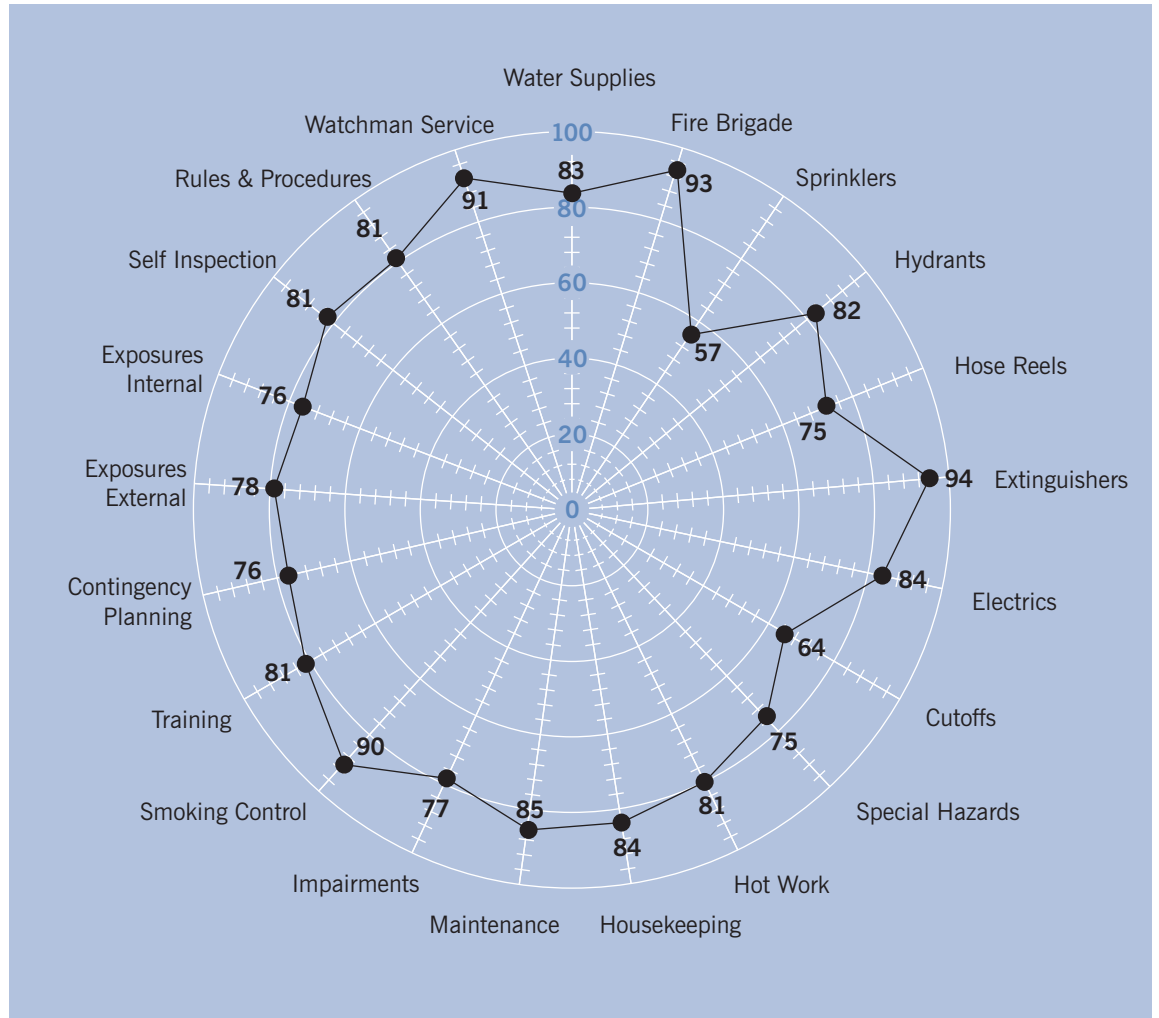 Water Supplies
Fire Brigade
Watchman Service
100
Rules & Procedures
Sprinklers
83
93
91
80
81
Self Inspection
Hydrants
60
81
82
57
Exposures
Internal
40
Hose Reels
76
75
20
Exposures
External
78
94
Extinguishers
0
76
84
Contingency
Planning
Electrics
64
81
Training
Cutoffs
90
75
Smoking Control
77
85
81
Special Hazards
84
Impairments
Hot Work
Maintenance
Housekeeping